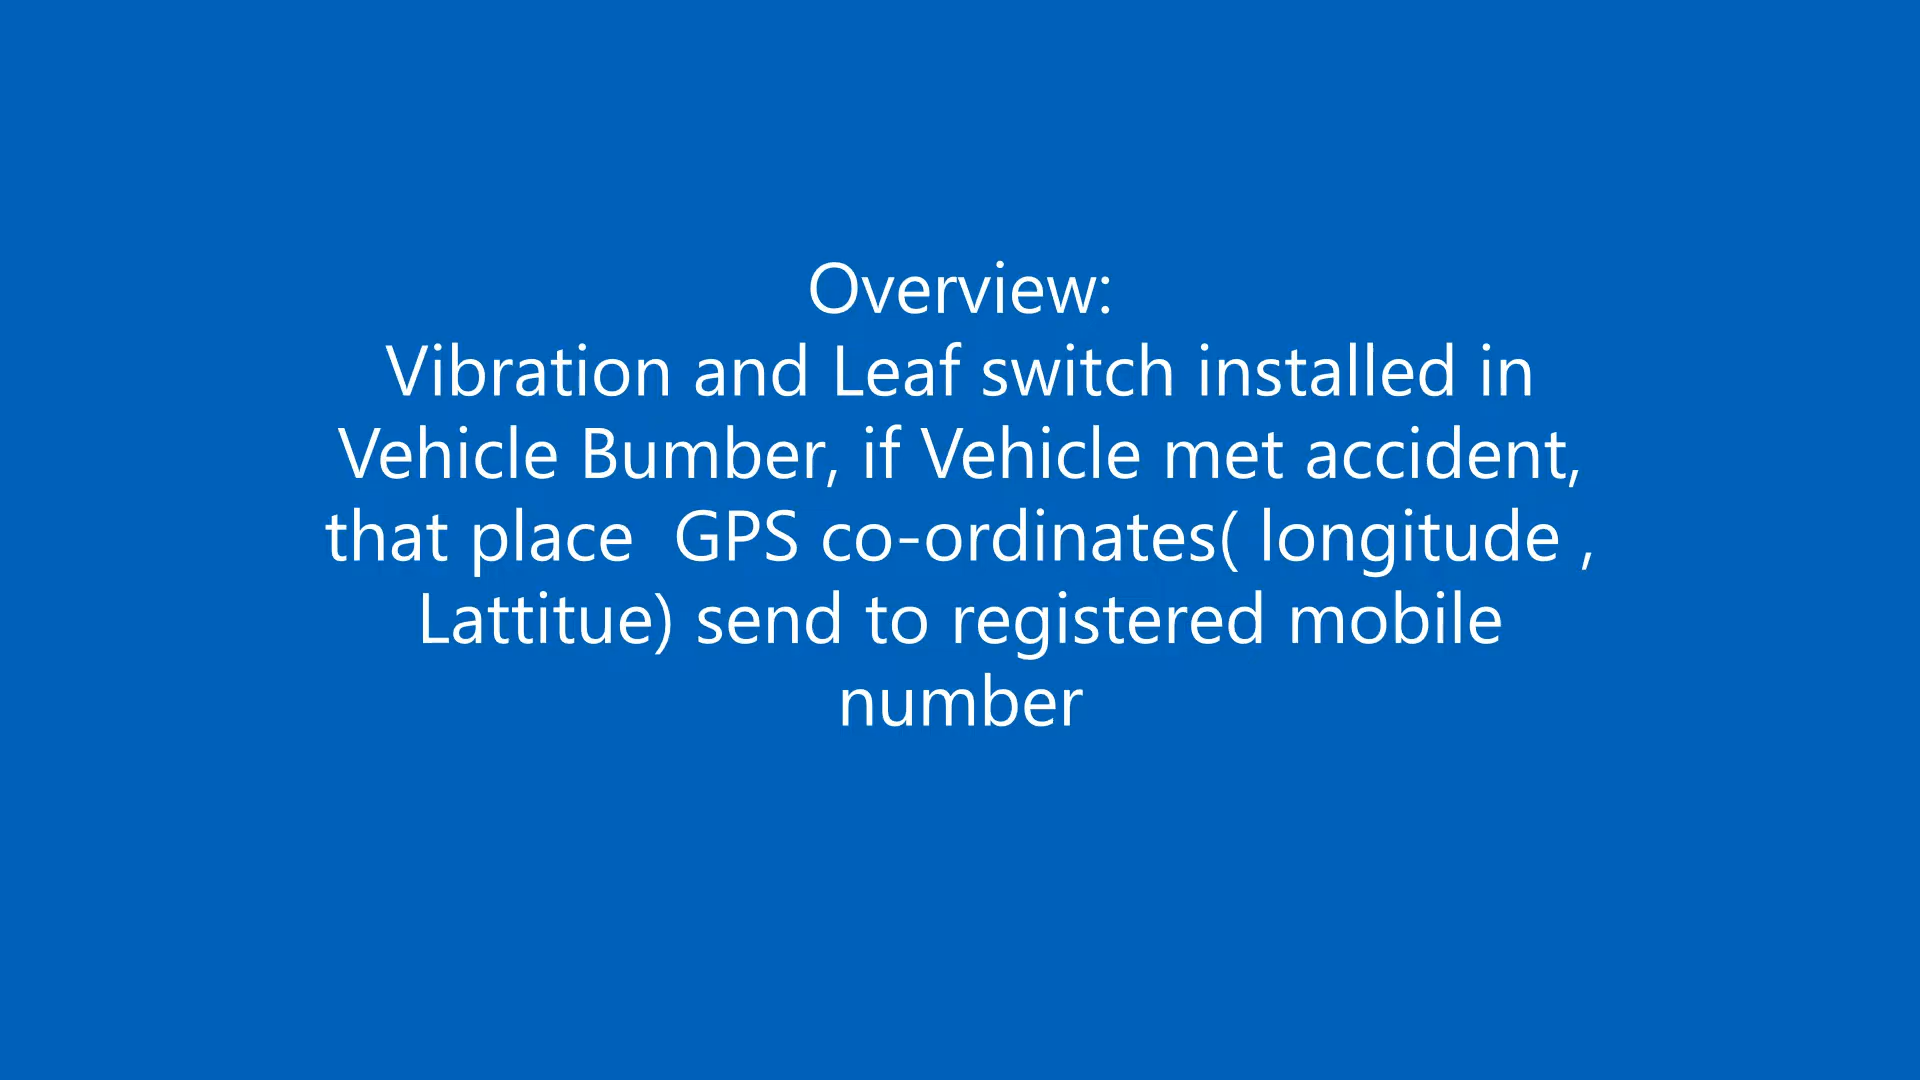 Overview:
Vibration and Leaf switch installed in
Vehicle Bumber, if Vehicle met accident,
that place  GPS co-ordinates( longitude ,
Lattitue) send to registered mobile
number